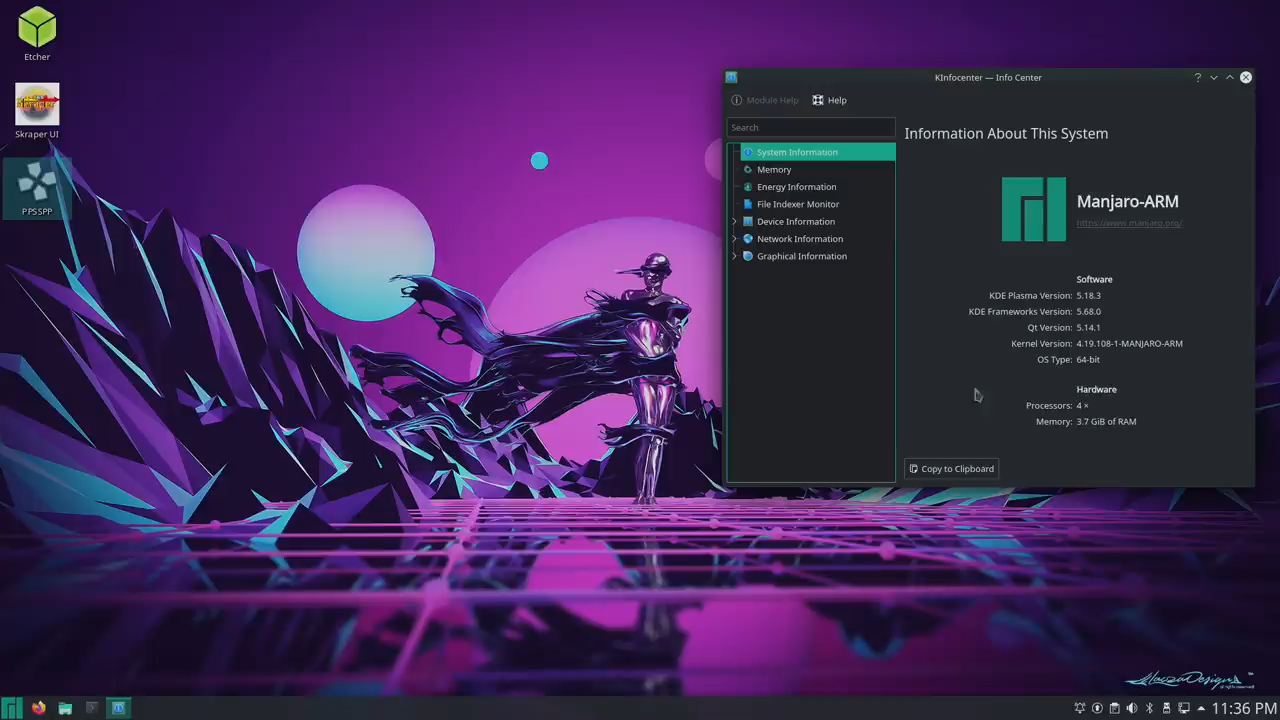 Etcher
Skraper UI
PPSSPP
KInfocenter — Info Center
Module Help
Help
Search
System Information
Memory
Energy Information
File Indexer Monitor
Device Information
Network Information
Graphical Information
Information About This System
Manjaro-ARM
https://www.manjaro.org/
Software
KDE Plasma Version: 5.18.3
KDE Frameworks Version: 5.68.0
Qt Version: 5.14.1
Kernel Version: 4.19.108-1-MANJARO-ARM
OS Type: 64-bit
Hardware
Processors: 4 ×
Memory: 3.7 GiB of RAM
Copy to Clipboard
11:36 PM